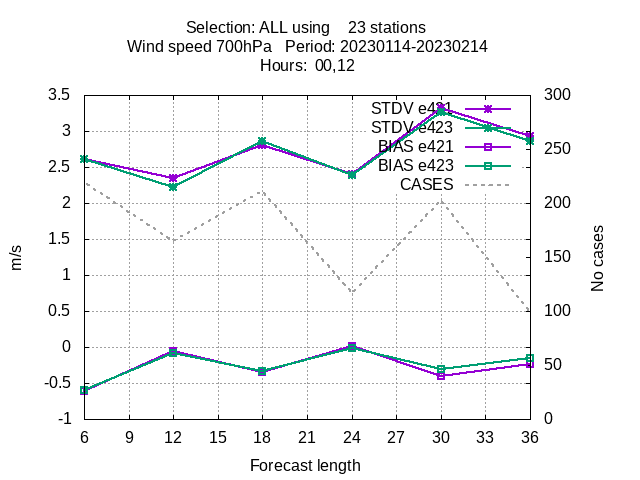 Selection: ALL using 23 stations
Wind speed 700hPa Period: 20230114-20230214
Hours: 00,12
3.5
3
2.5
2
1.5
1
0.5
0
-0.5
-1
300
250
200
150
100
50
0
STDV e421
STDV e423
BIAS e421
BIAS e423
CASES
m/s
No cases
6 9 12 15 18 21 24 27 30 33 36
Forecast length